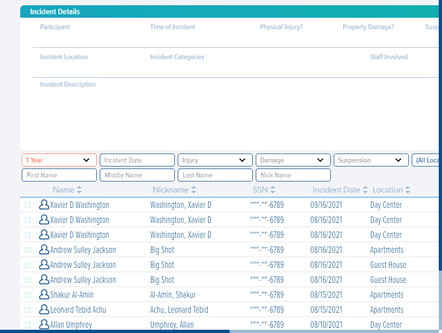 Incident Details
Participant Time of Incident Physical Injury? Property Damage? Susp
Incident Location Incident Categories Staff Involved
Incident Description
1 Year Incident Date Injury Damage Suspension (All Loc
First Name Middle Name Last Name Nick Name
Name Nickname SSN Incident Date Location
Xavier D Washington Washington, Xavier D ***-**-6789 09/16/2021 Day Center
Xavier D Washington Washington, Xavier D ***-**-6789 08/16/2021 Day Center
Xavier D Washington Washington, Xavier D ***-**-6789 08/16/2021 Day Center
Andrew Sulley Jackson Big Shot ***-**-6789 08/16/2021 Apartments
Andrew Sulley Jackson Big Shot ***-**-6789 08/16/2021 Guest House
Andrew Sulley Jackson Big Shot ***-**-6789 08/16/2021 Guest House
Shakur Al-Amin Al-Amin, Shakur ***-**-6789 08/15/2021 Apartments
Leonard Tebid Achu Achu, Leonard Tebid ***-**-6789 08/15/2021 Apartments
Allan Umphrey Umphrey, Allan ***-**-6789 08/10/2021 Day Center